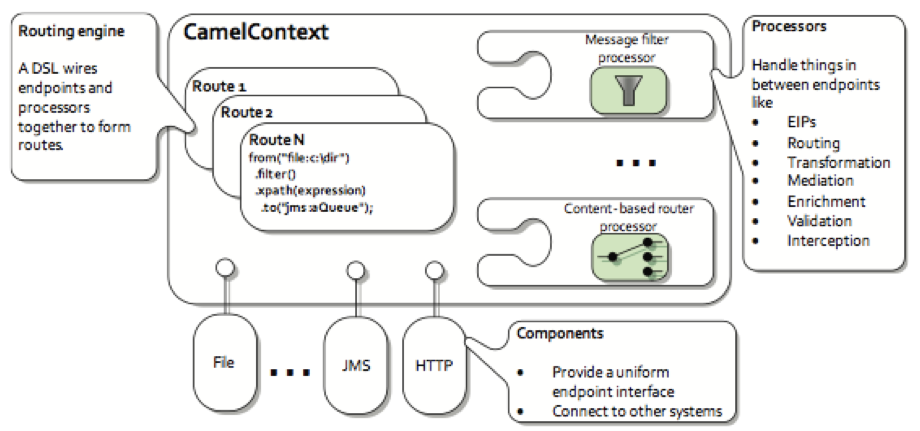 Routing engine
A DSL wires
endpoints and
processors
together to form
routes.
CamelContext
Route 1
Route 2
Route N
from("file:c:\dir")
.filter()
.xpath(expression)
.to("jms:aQueue");
Message filter
processor
...
Content-based router
processor
Processors
Handle things in
between endpoints
like
• EIPs
• Routing
• Transformation
• Mediation
• Enrichment
• Validation
• Interception
File
...
JMS
HTTP
Components
• Provide a uniform
endpoint interface
• Connect to other systems